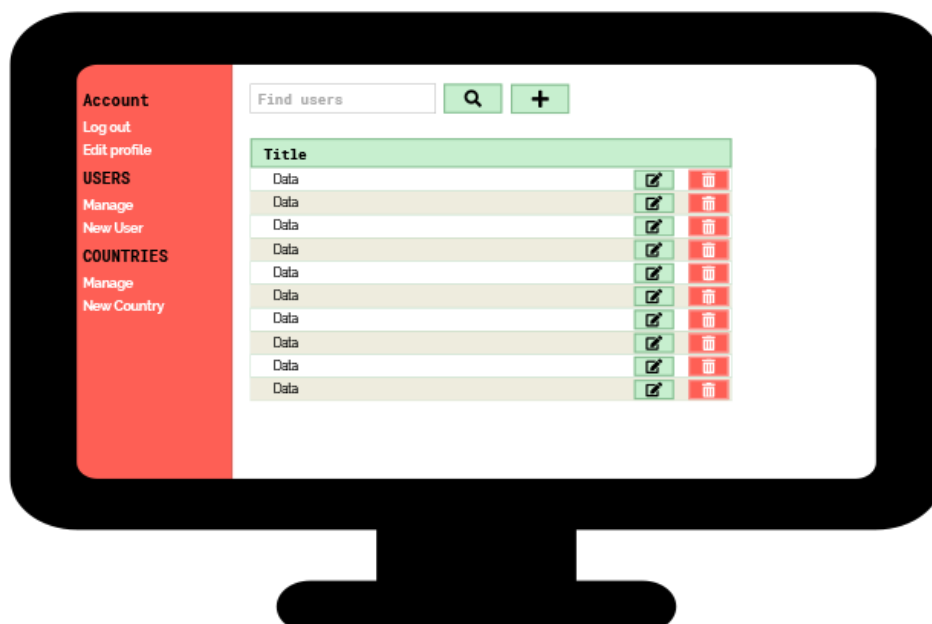 Account
Log out
Edit profile
USERS
Manage
New User
COUNTRIES
Manage
New Country
Find users
Title
Data
Data
Data
Data
Data
Data
Data
Data
Data
Data